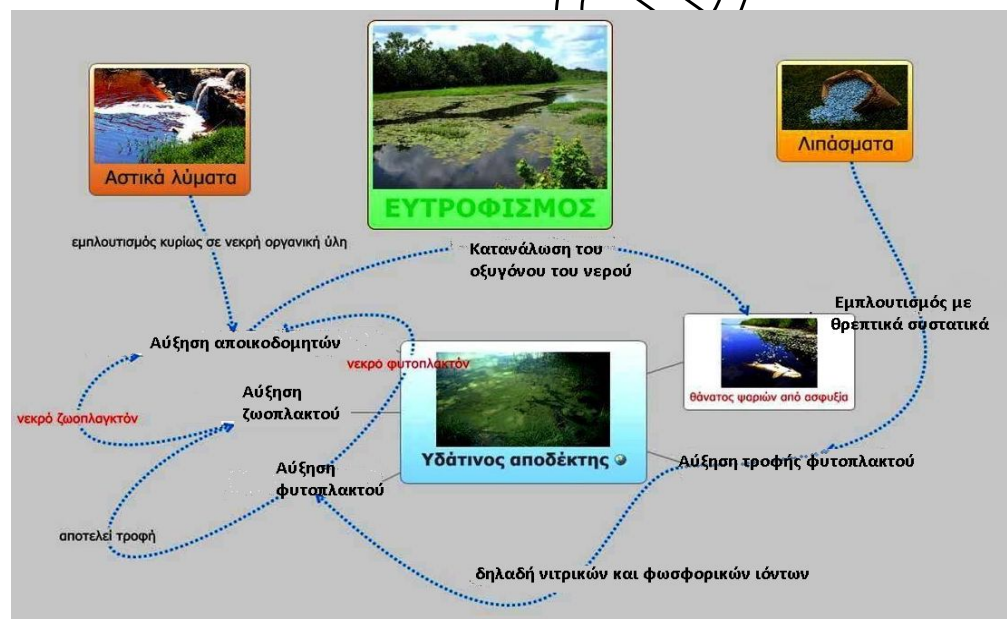 Αστικά λύματα
ΕΥΤΡΟΦΙΣΜΟΣ
Λιπάσματα
εμπλουτισμός κυρίως σε νεκρή οργανική ύλη
Κατανάλωση του
οξυγόνου του νερού
Εμπλουτισμός με
θρεπτικά συστατικά
Αύξηση αποικοδομητών
νεκρό φυτοπλακτόν
θάνατος ψαριών από ασφυξία
Αύξηση
ζωοπλακτού
νεκρό ζωοπλαγκτόν
Υδάτινος αποδέκτης
Αύξηση τροφής φυτοπλακτού
Αύξηση
φυτοπλακτού
αποτελεί τροφή
δηλαδή νιτρικών και φωσφορικών ιόντων